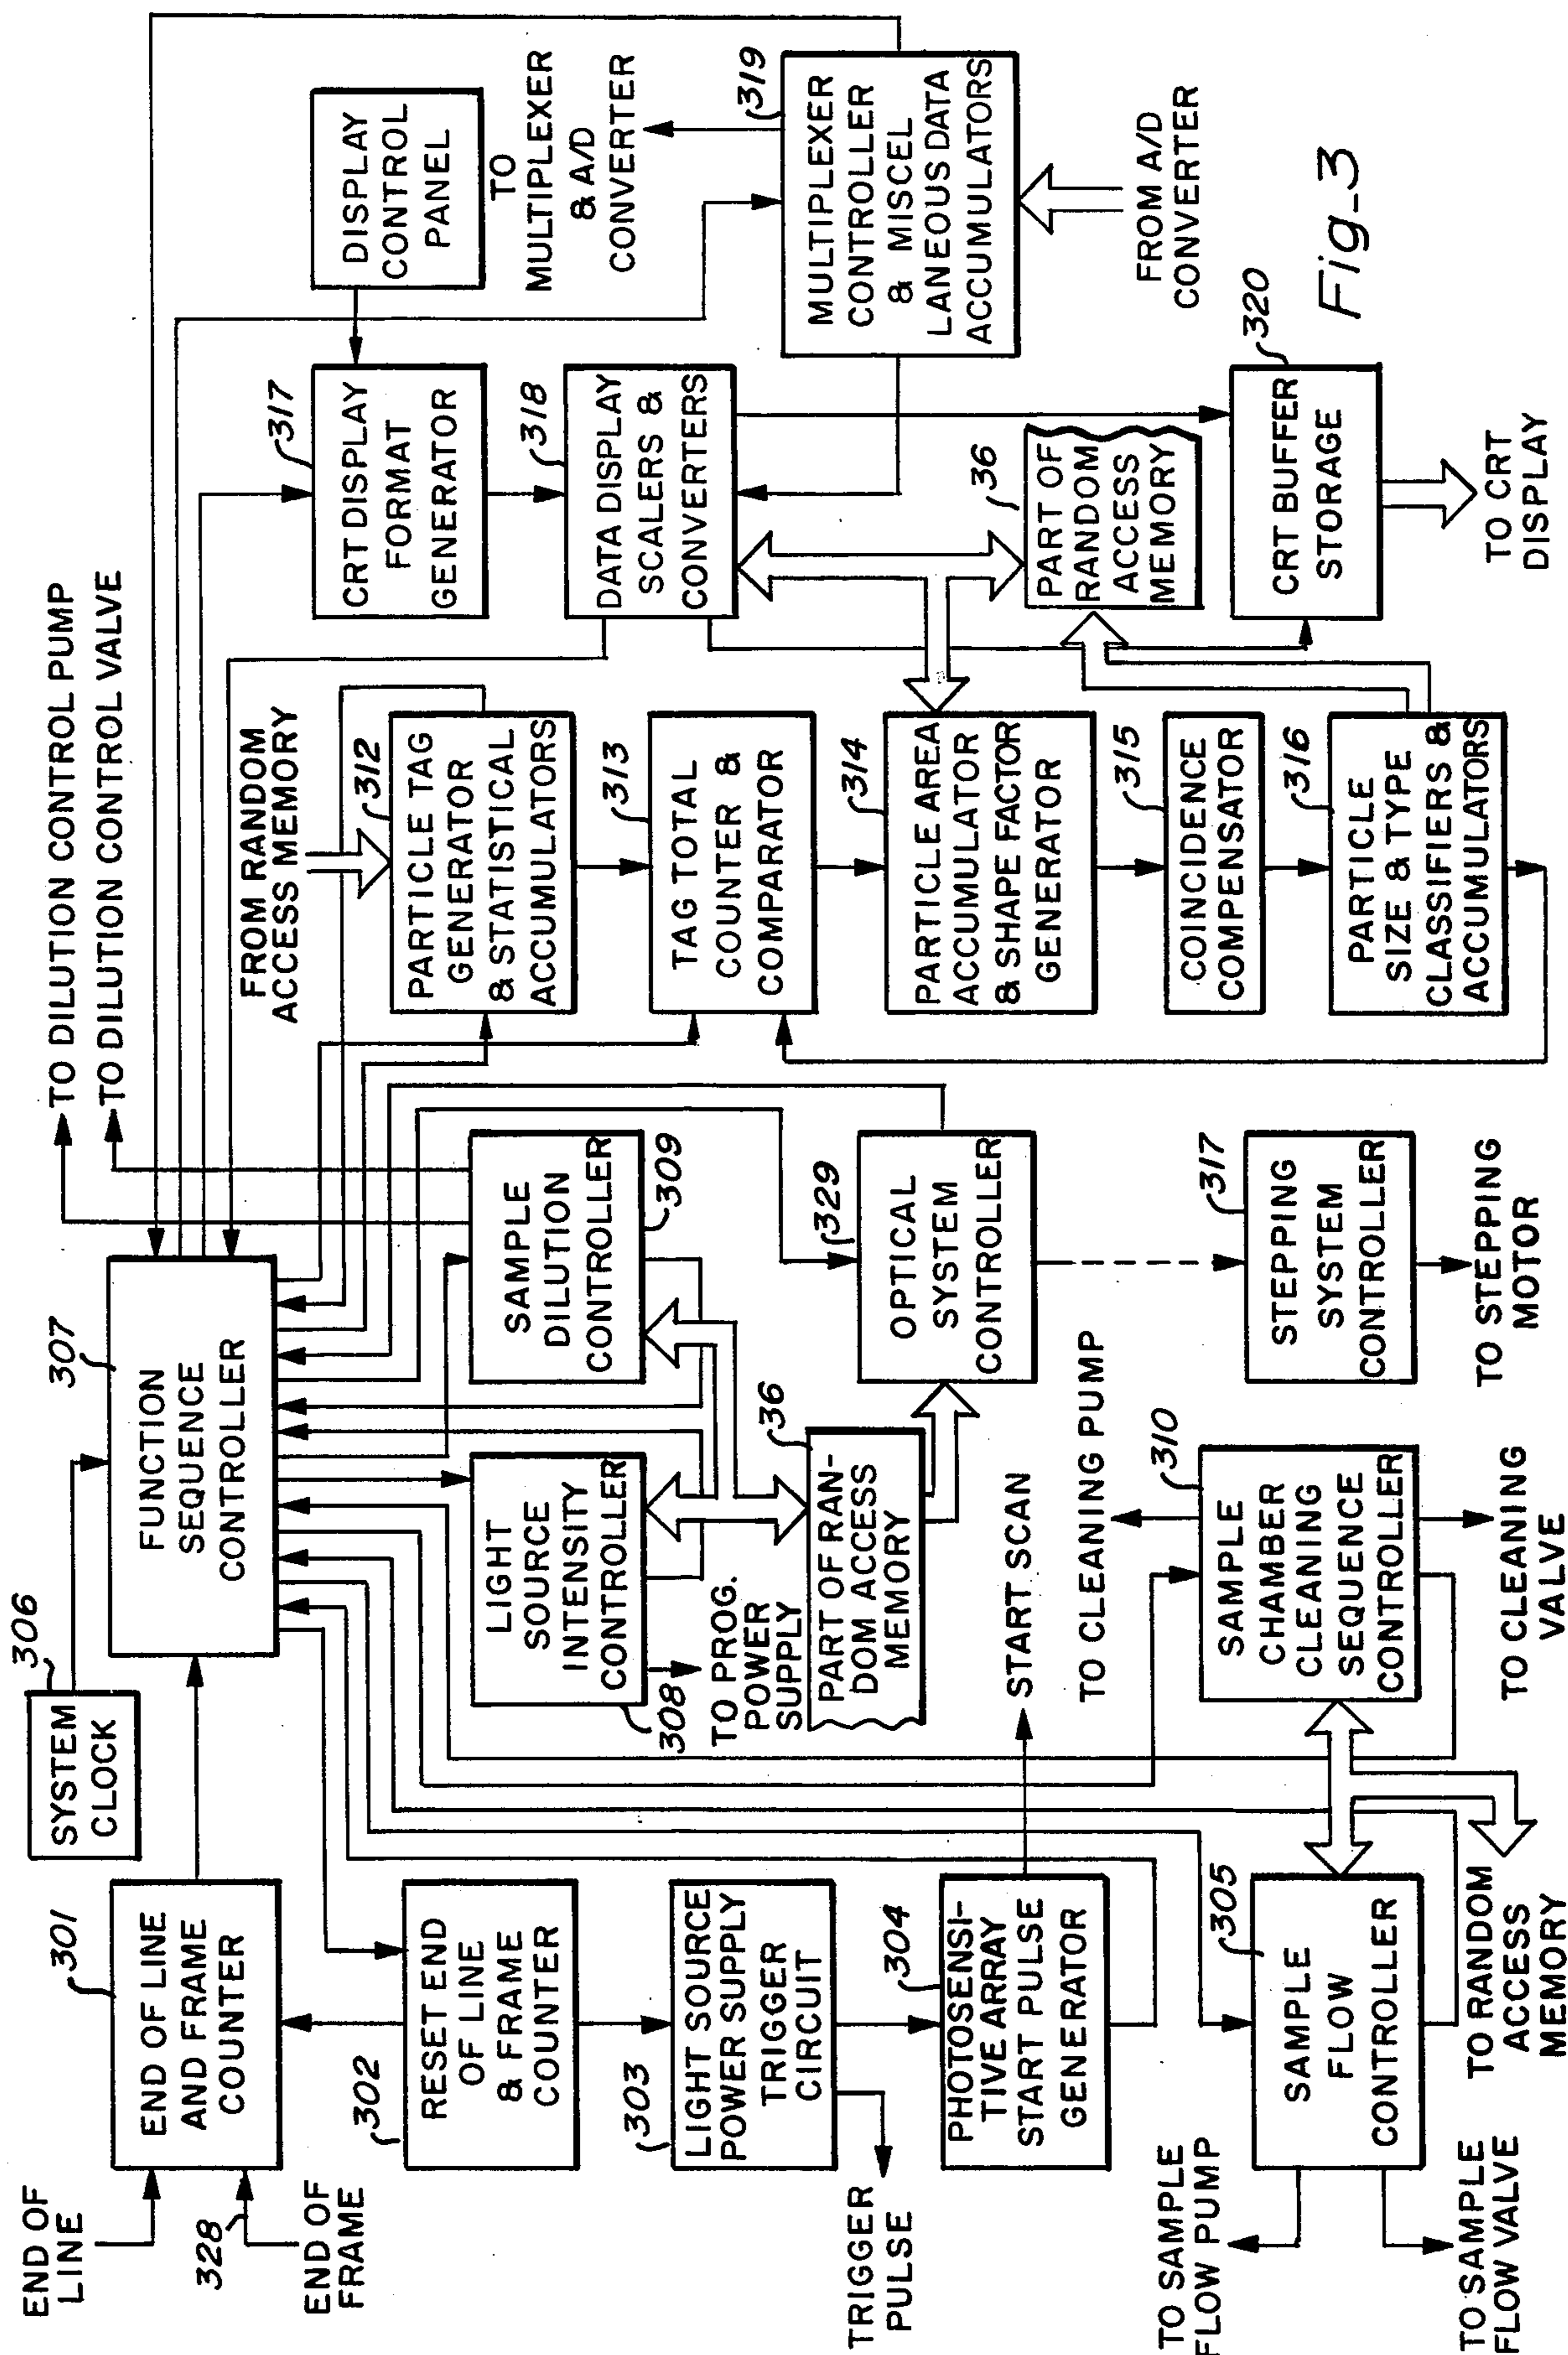 END OF
LINE
328
END OF
FRAME
301
END OF LINE
AND FRAME
COUNTER
302
RESET END
OF LINE
& FRAME
COUNTER
303
LIGHT SOURCE
POWER SUPPLY
TRIGGER
CIRCUIT
TRIGGER
PULSE
304
PHOTOSENSI-
TIVE ARRAY
START PULSE
GENERATOR
START SCAN
305
SAMPLE
FLOW
CONTROLLER
TO SAMPLE
FLOW PUMP
TO SAMPLE
FLOW VALVE
TO RANDOM
ACCESS
MEMORY
306
SYSTEM
CLOCK
307
FUNCTION
SEQUENCE
CONTROLLER
308
LIGHT
SOURCE
INTENSITY
CONTROLLER
TO PROG.
POWER
SUPPLY
309
SAMPLE
DILUTION
CONTROLLER
TO DILUTION CONTROL PUMP
TO DILUTION CONTROL VALVE
36
PART OF RAN-
DOM ACCESS
MEMORY
329
OPTICAL
SYSTEM
CONTROLLER
TO CLEANING PUMP
310
SAMPLE
CHAMBER
CLEANING
SEQUENCE
CONTROLLER
TO CLEANING
VALVE
317
STEPPING
SYSTEM
CONTROLLER
TO STEPPING
MOTOR
FROM RANDOM
ACCESS MEMORY
312
PARTICLE TAG
GENERATOR
& STATISTICAL
ACCUMULATORS
313
TAG TOTAL
COUNTER &
COMPARATOR
314
PARTICLE AREA
ACCUMULATOR
& SHAPE FACTOR
GENERATOR
315
COINCIDENCE
COMPENSATOR
316
PARTICLE
SIZE & TYPE
CLASSIFIERS &
ACCUMULATORS
317
CRT DISPLAY
FORMAT
GENERATOR
318
DATA DISPLAY
SCALERS &
CONVERTERS
36
PART OF
RANDOM
ACCESS
MEMORY
320
CRT BUFFER
STORAGE
TO CRT
DISPLAY
DISPLAY
CONTROL
PANEL
TO
MULTIPLEXER
& A/D
CONVERTER
319
MULTIPLEXER
CONTROLLER
& MISCEL
LANEOUS DATA
ACCUMULATORS
FROM A/D
CONVERTER
Fig_3